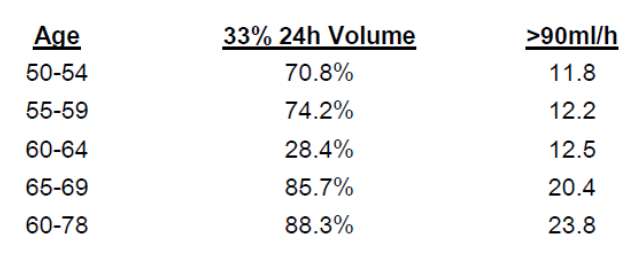 Age 33% 24h Volume >90ml/h
50-54 70.8% 11.8
55-59 74.2% 12.2
60-64 28.4% 12.5
65-69 85.7% 20.4
60-78 88.3% 23.8